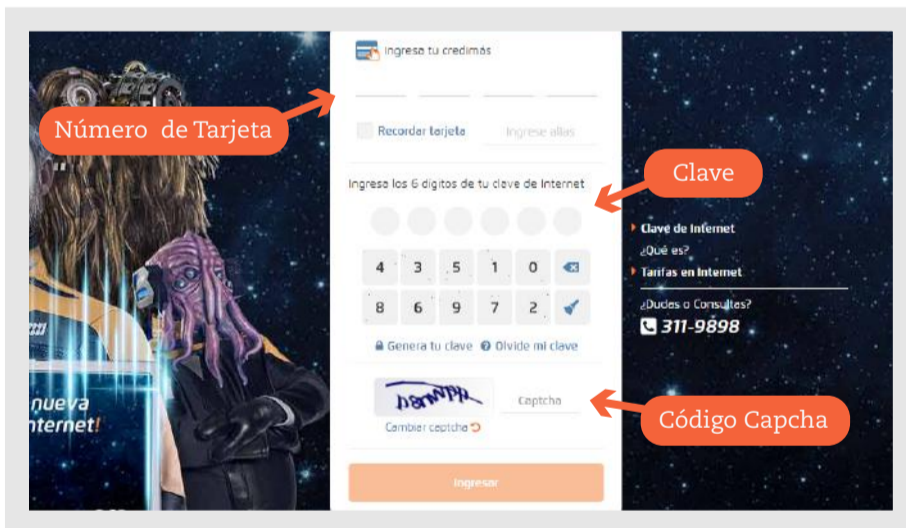 ingresa tu credimás
Número de Tarjeta
Recordar tarjeta
Ingrese alias
Ingresa los 6 dígitos de tu clave de Internet
Clave
4 3 5 1 0
8 6 9 7 2
Genera tu clave
Olvide mi clave
Captcha
Cambiar captcha
Código Capcha
Ingresar
Clave de Internet
¿Qué es?
Tarifas en Internet
¿Dudas o Consultas?
311-9898
nueva
nternet!